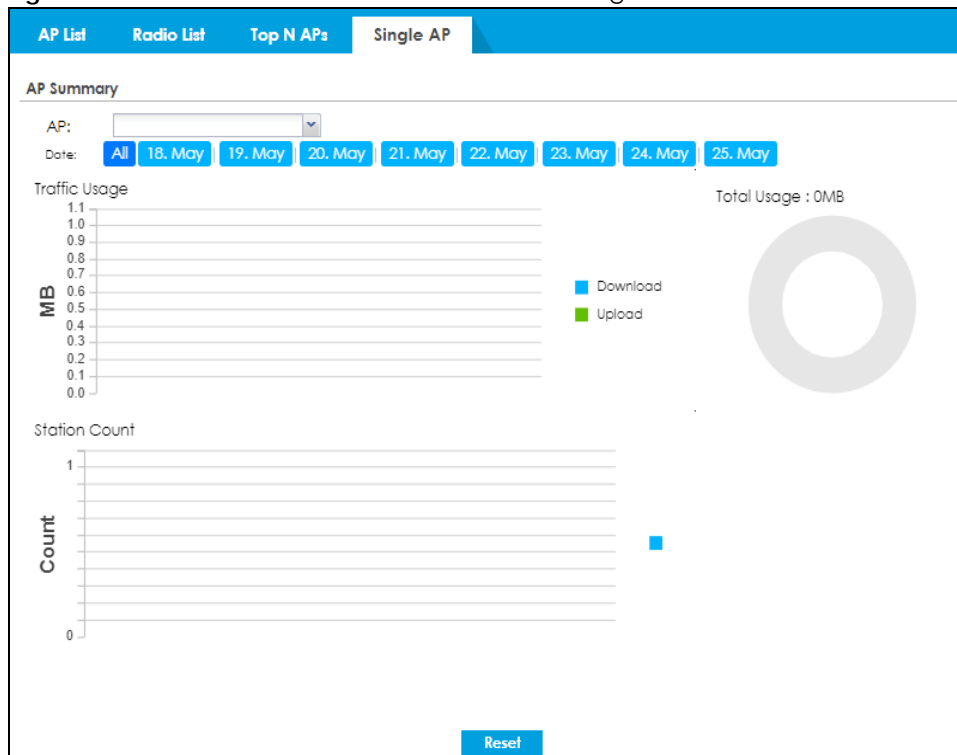 AP List Radio List Top N APs Single AP
AP Summary
AP:
Date: All 18. May 19. May 20. May 21. May 22. May 23. May 24. May 25. May
Traffic Usage
Total Usage : 0MB
1.1
1.0
0.9
0.8
0.7
0.6
0.5
0.4
0.3
0.2
0.1
0.0
MB
Download
Upload
Station Count
1
Count
0
Reset